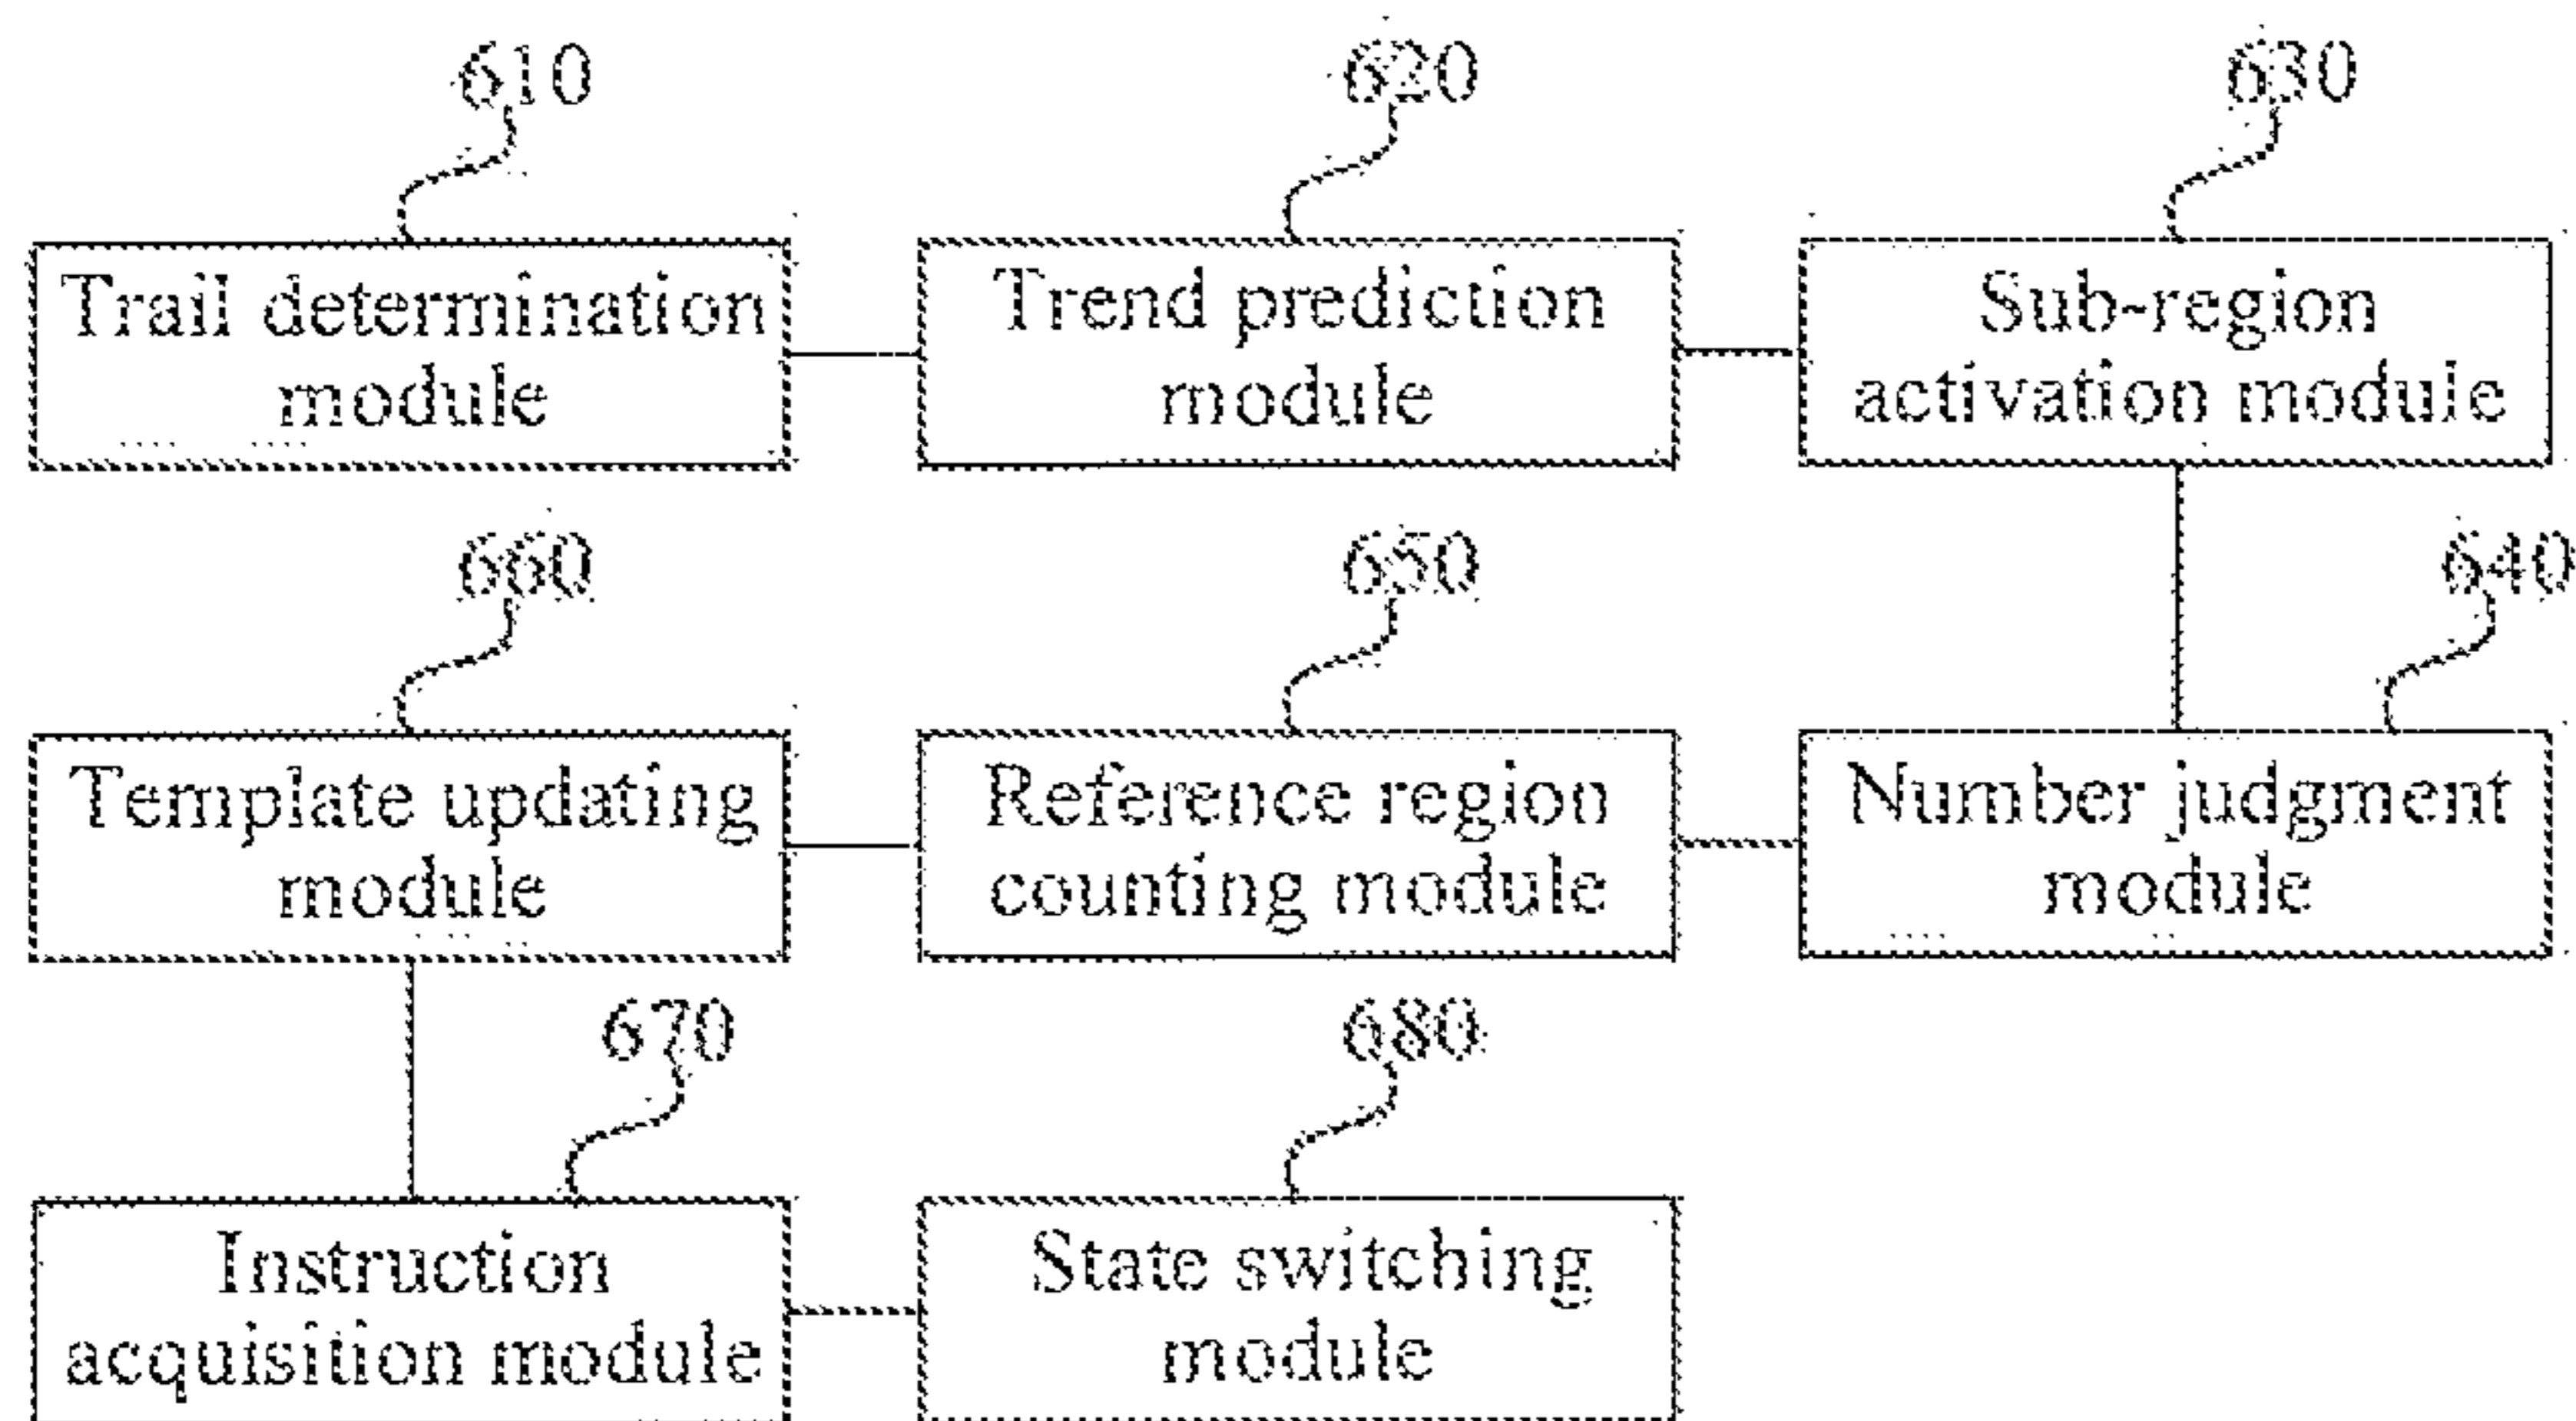 610
620
630
Trail determination
module
Trend prediction
module
Sub-region
activation module
660
650
640
Template updating
module
Reference region
counting module
Number judgment
module
670
680
Instruction
acquisition module
State switching
module